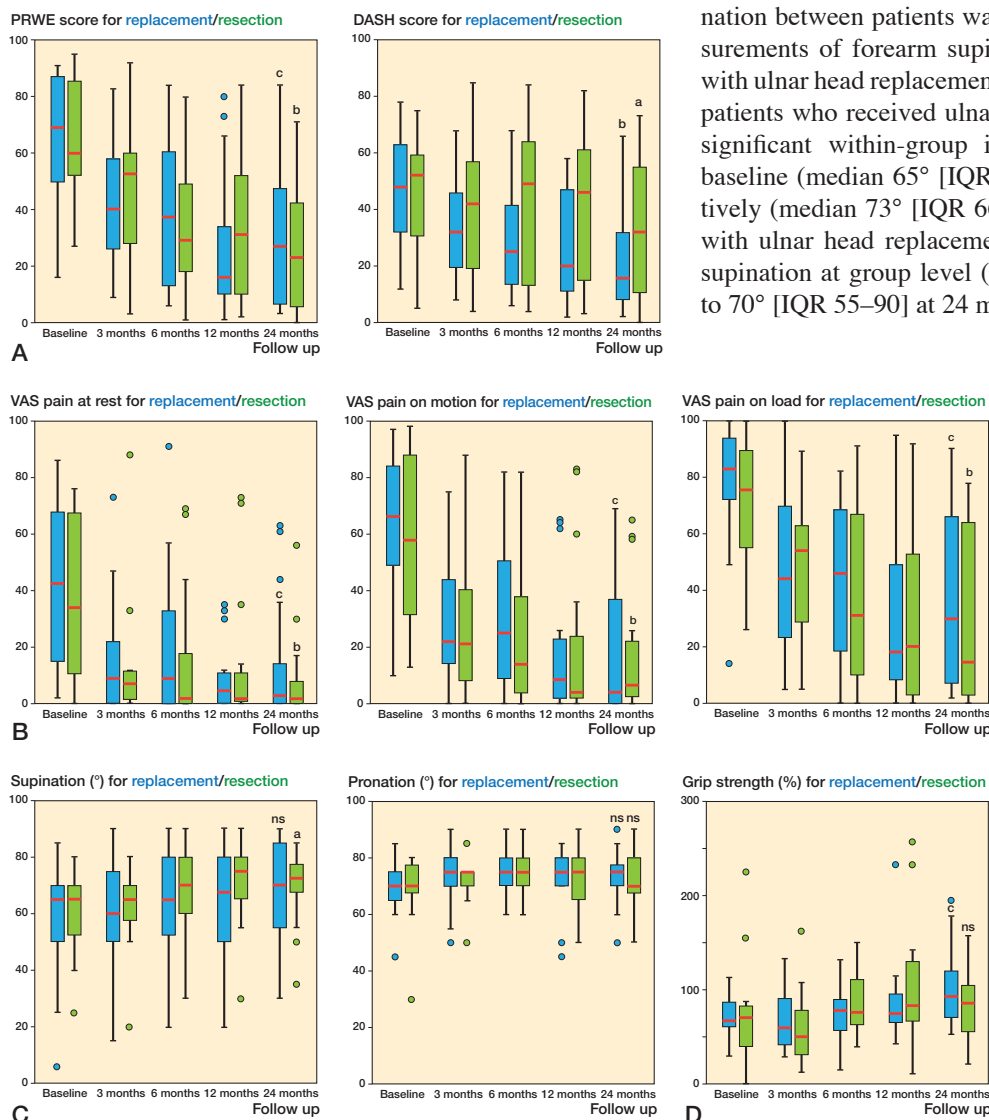 PRWE score for replacement/resection
100
80
60
40
20
0
c
b
Baseline 3 months 6 months 12 months 24 months
Follow up
A
DASH score for replacement/resection
100
80
60
40
20
0
b
a
Baseline 3 months 6 months 12 months 24 months
Follow up
nation between patients wa
surements of forearm supi
with ulnar head replacement
patients who received ulna
significant within-group i
baseline (median 65° [IQR
tively (median 73° [IQR 66
with ulnar head replaceme
supination at group level (
to 70° [IQR 55–90] at 24 m
VAS pain at rest for replacement/resection
100
80
60
40
20
0
c
b
Baseline 3 months 6 months 12 months 24 months
Follow up
B
VAS pain on motion for replacement/resection
100
80
60
40
20
0
c
b
Baseline 3 months 6 months 12 months 24 months
Follow up
VAS pain on load for replacement/resection
100
80
60
40
20
0
c
b
Baseline 3 months 6 months 12 months 24 months
Follow up
Supination (°) for replacement/resection
100
80
60
40
20
0
ns
a
Baseline 3 months 6 months 12 months 24 months
Follow up
C
Pronation (°) for replacement/resection
100
80
60
40
20
0
ns ns
Baseline 3 months 6 months 12 months 24 months
Follow up
Grip strength (%) for replacement/resection
300
200
100
0
c
ns
Baseline 3 months 6 months 12 months 24 months
Follow up
D